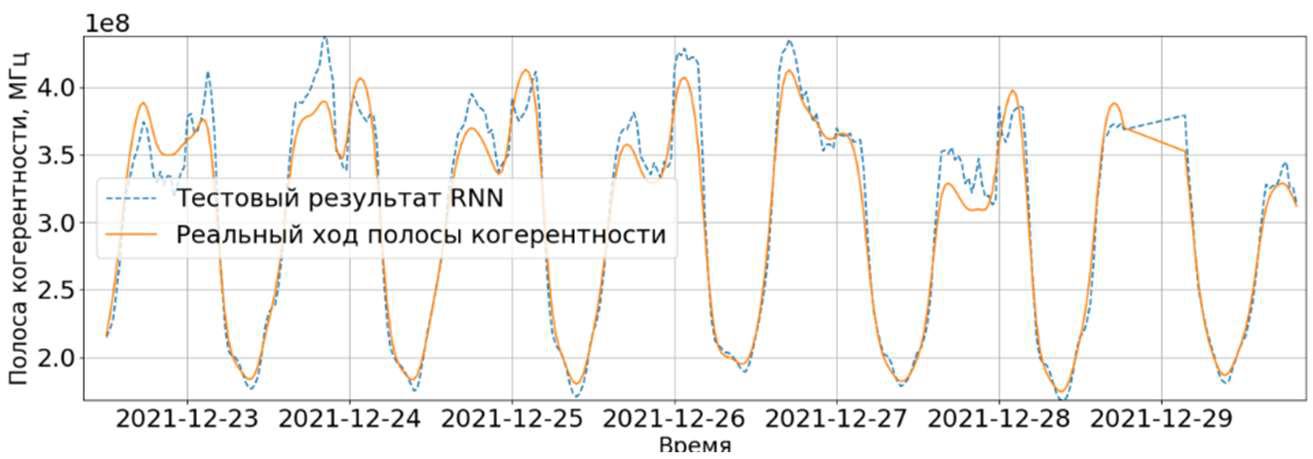 1e8
Полоса когерентности, МГц
4.0
3.5
3.0
2.5
2.0
Тестовый результат RNN
Реальный ход полосы когерентности
2021-12-23 2021-12-24 2021-12-25 2021-12-26 2021-12-27 2021-12-28 2021-12-29
Время